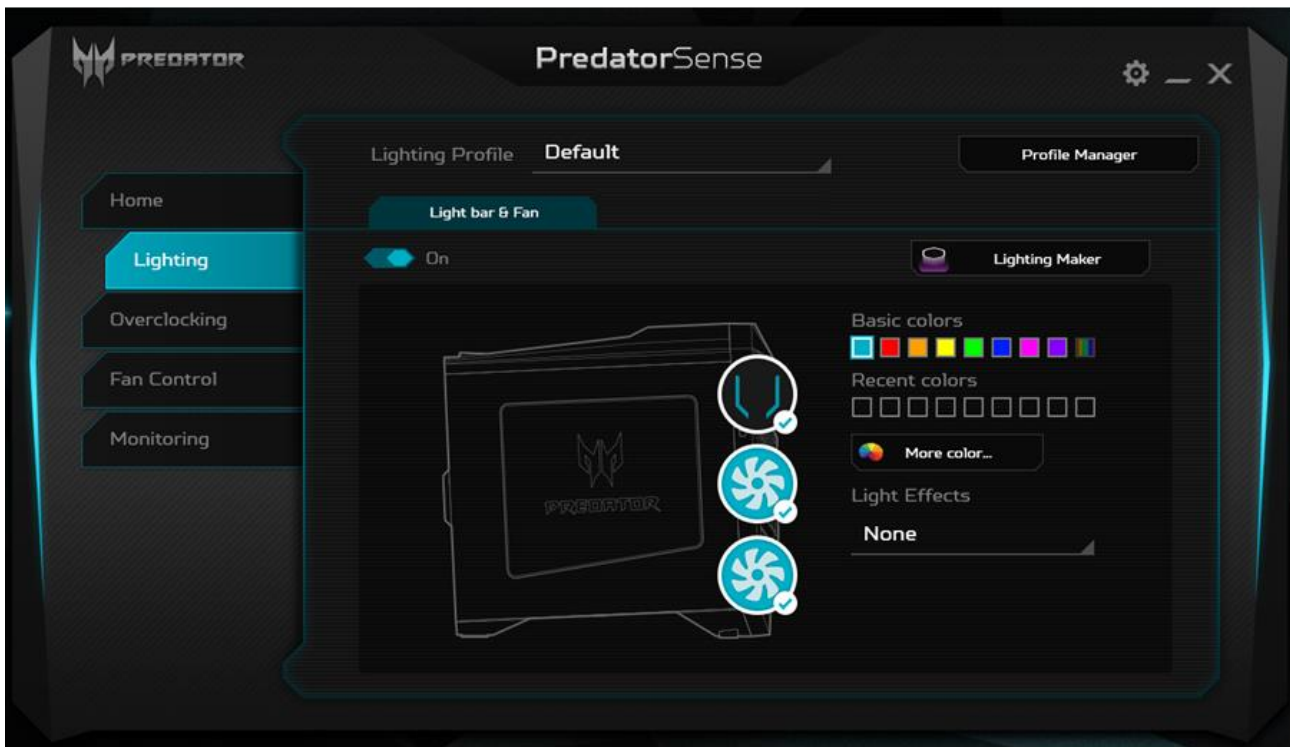 PREDATOR
PredatorSense
Lighting Profile Default
Profile Manager
Home
Lighting
Overclocking
Fan Control
Monitoring
Light bar & Fan
On
Lighting Maker
PREDATOR
Basic colors
Recent colors
More color...
Light Effects
None